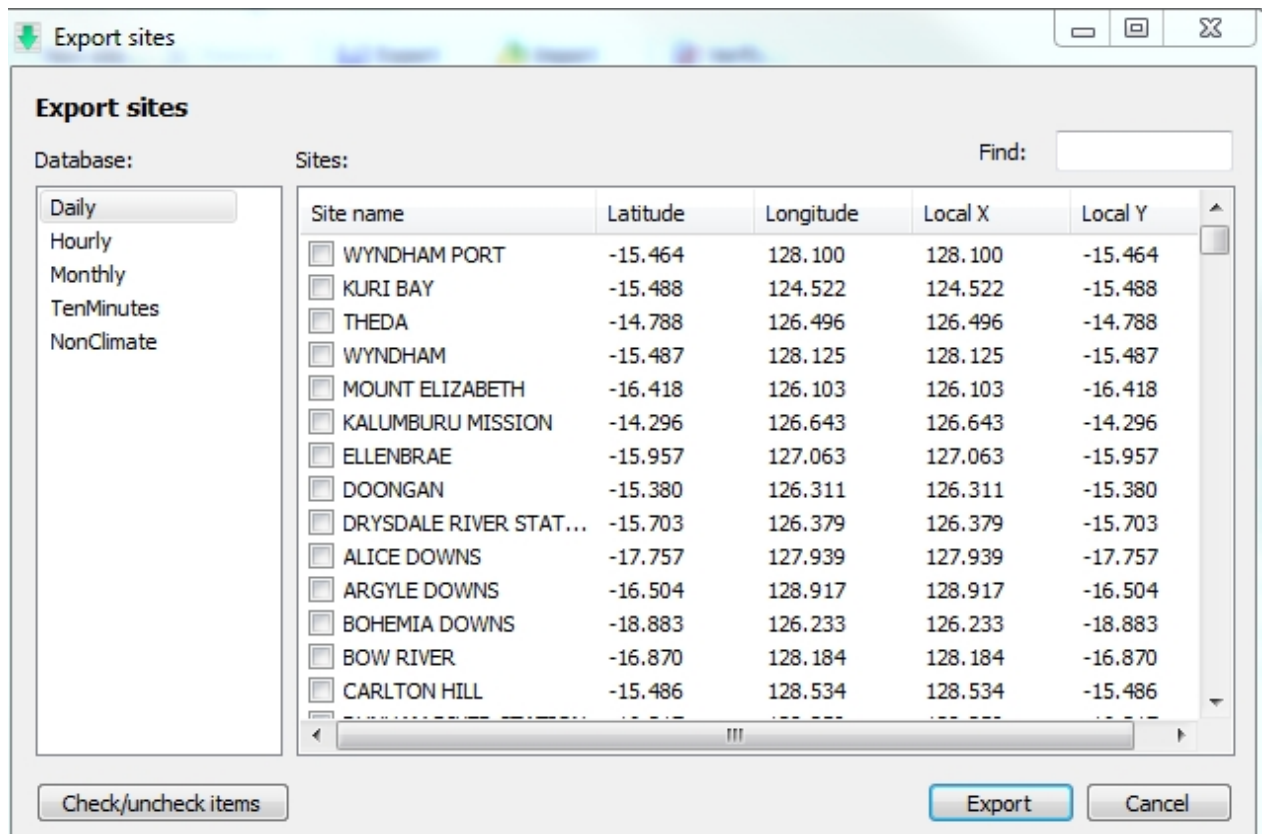 Export sites
Export sites
Database:
Sites:
Find:
Daily
Hourly
Monthly
TenMinutes
NonClimate
Site name Latitude Longitude Local X Local Y
WYNDHAM PORT -15.464 128.100 128.100 -15.464
KURI BAY -15.488 124.522 124.522 -15.488
THEDA -14.788 126.496 126.496 -14.788
WYNDHAM -15.487 128.125 128.125 -15.487
MOUNT ELIZABETH -16.418 126.103 126.103 -16.418
KALUMBURU MISSION -14.296 126.643 126.643 -14.296
ELLENBRAE -15.957 127.063 127.063 -15.957
DOONGAN -15.380 126.311 126.311 -15.380
DRYSDALE RIVER STAT... -15.703 126.379 126.379 -15.703
ALICE DOWNS -17.757 127.939 127.939 -17.757
ARGYLE DOWNS -16.504 128.917 128.917 -16.504
BOHEMIA DOWNS -18.883 126.233 126.233 -18.883
BOW RIVER -16.870 128.184 128.184 -16.870
CARLTON HILL -15.486 128.534 128.534 -15.486
Check/uncheck items
Export
Cancel